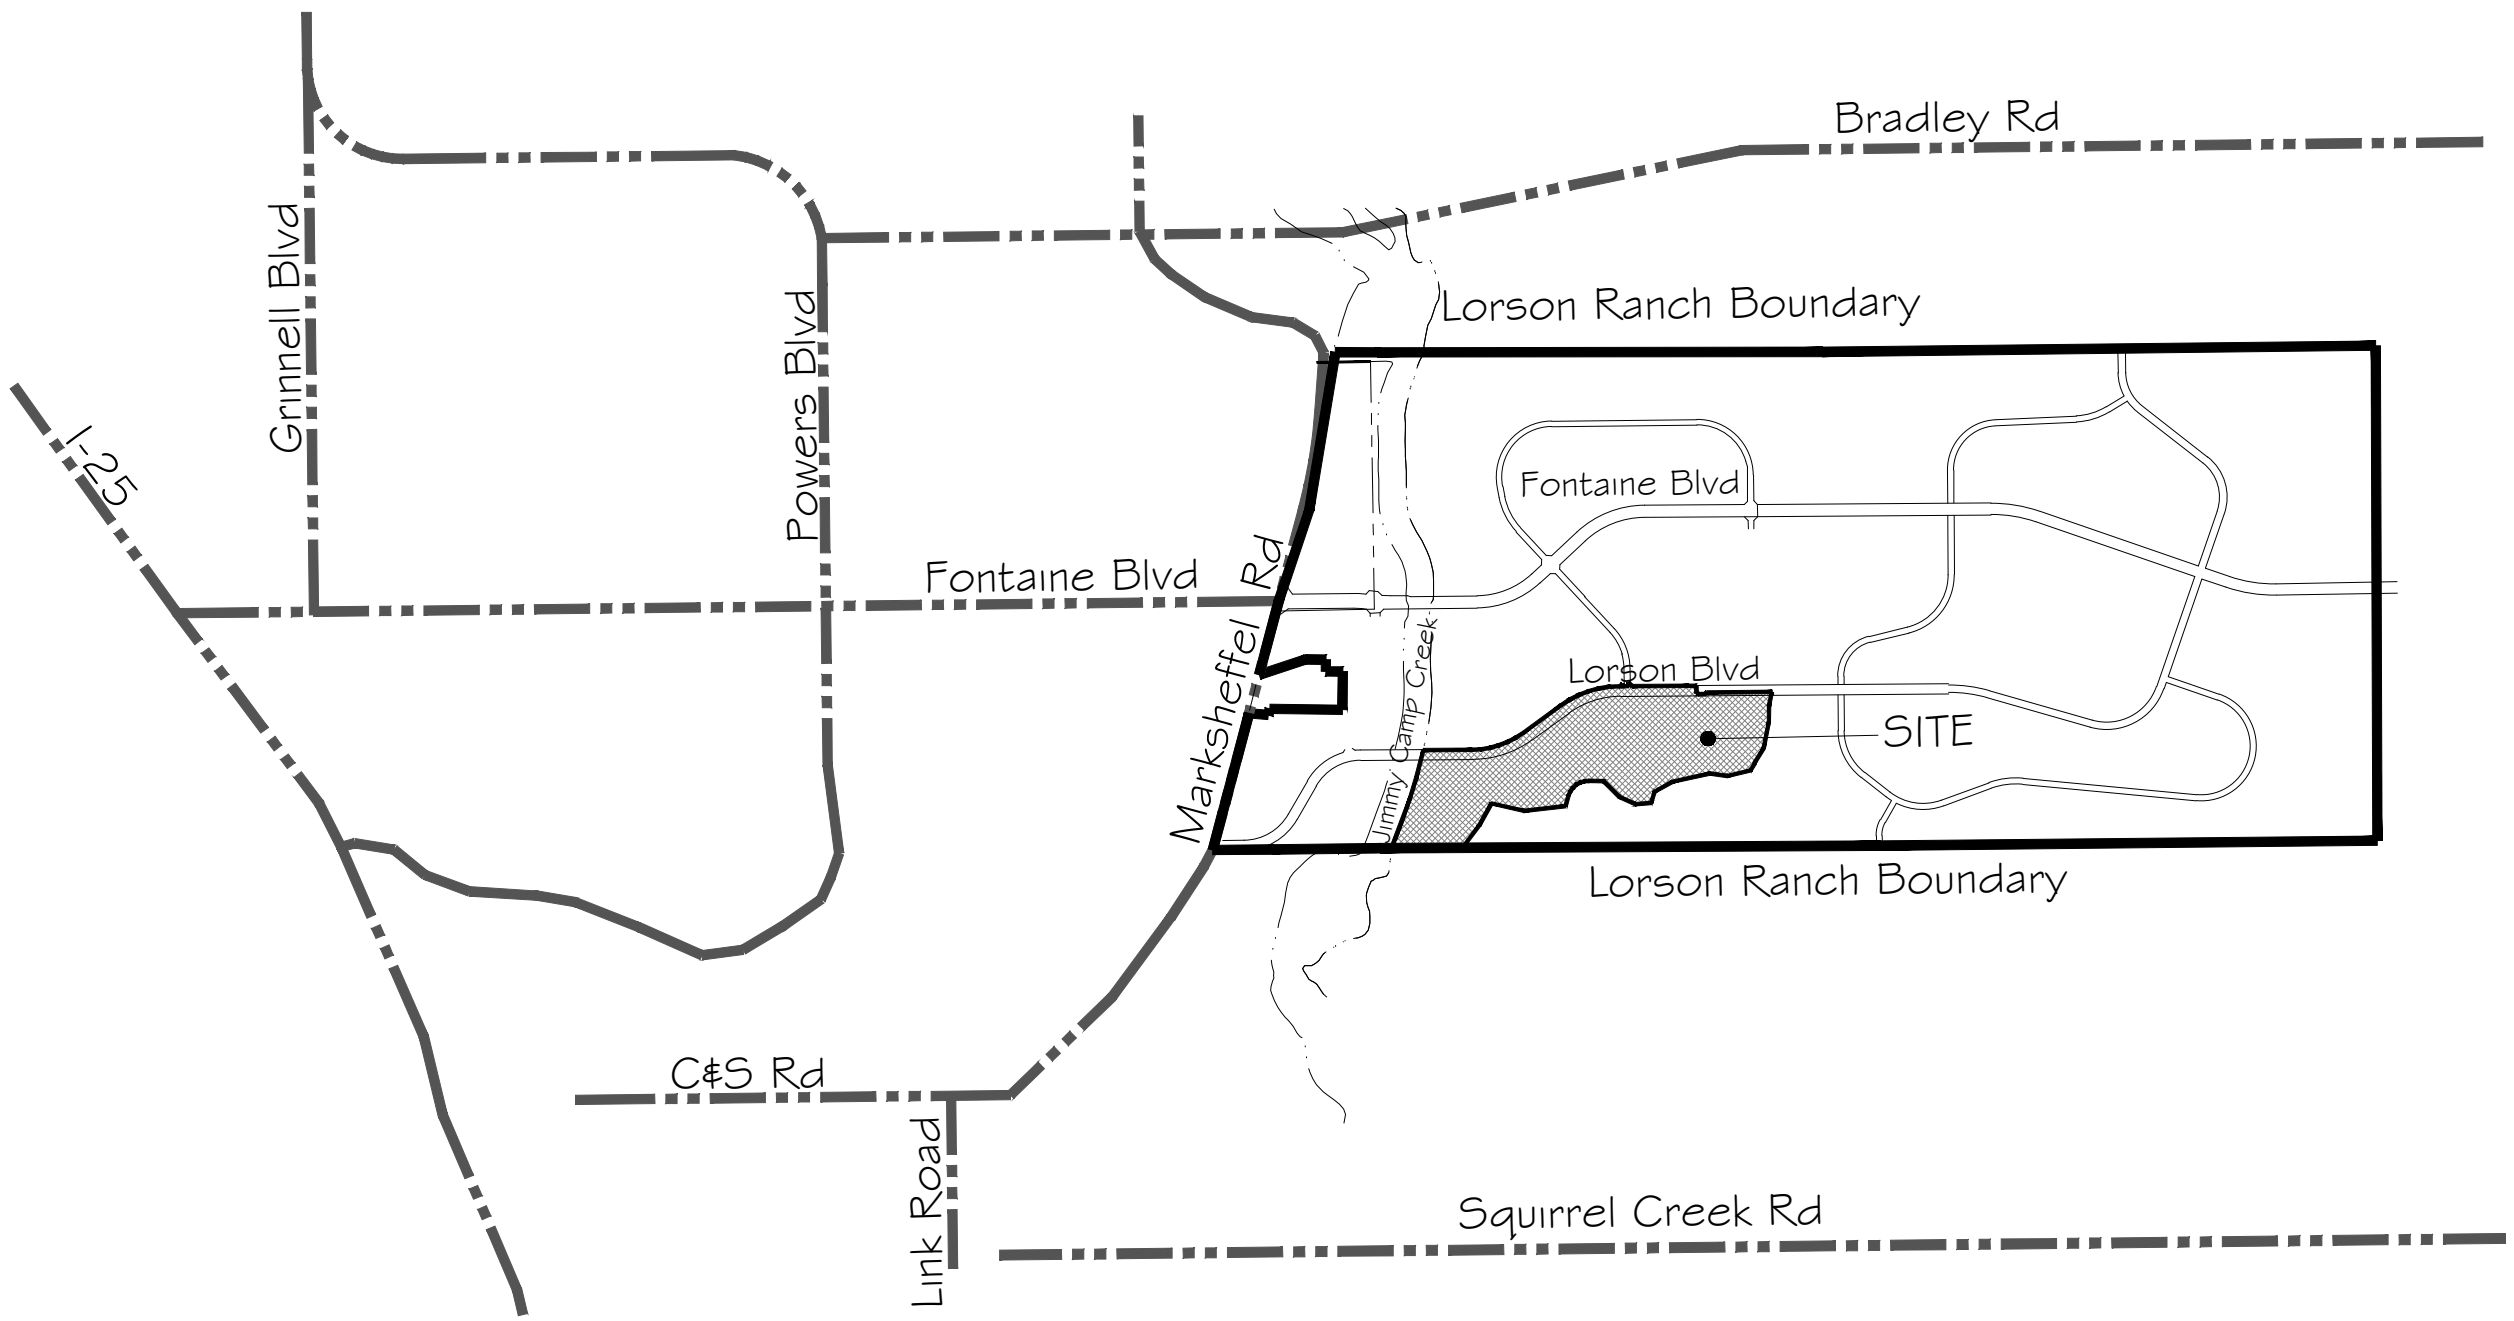 Bradley Rd
Grinnell Blvd
Powers Blvd
Lorson Ranch Boundary
I-25
Fontaine Blvd
Fontaine Blvd
Marksheffel Rd
Jimmy Camp Creek
Lorson Blvd
SITE
Lorson Ranch Boundary
C&S Rd
Link Road
Squirrel Creek Rd